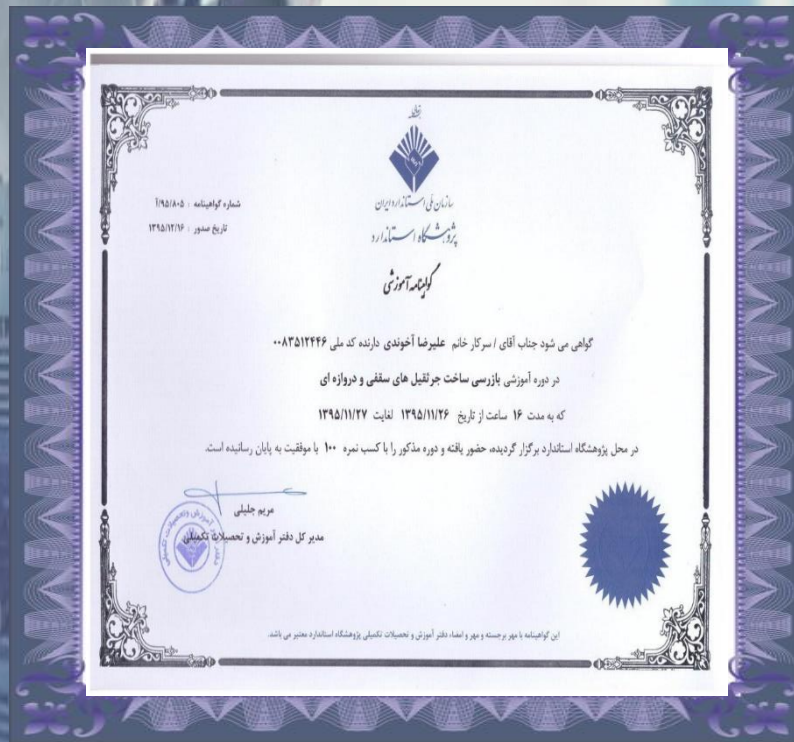 سازمان ملی استاندارد ایران
پژوهشگاه استاندارد
شماره گواهینامه : ۹۵/۸۰۵/آ
تاریخ صدور : ۱۳۹۵/۱۲/۱۶
گواهینامه آموزشی
گواهی می شود جناب آقای / سرکار خانم علیرضا آخوندی دارنده کد ملی ۰۰۸۳۵۱۲۴۴۶
در دوره آموزشی بازرسی ساخت جرثقیل های سقفی و دروازه ای
که به مدت ۱۶ ساعت از تاریخ ۱۳۹۵/۱۱/۲۶ لغایت ۱۳۹۵/۱۱/۲۷
در محل پژوهشگاه استاندارد برگزار گردیده، حضور یافته و دوره مذکور را با کسب نمره ۱۰۰ با موفقیت به پایان رسانیده است.
مریم جلیلی
مدیر کل دفتر آموزش و تحصیلات تکمیلی
این گواهینامه با مهر برجسته و مهر و امضاء دفتر آموزش و تحصیلات تکمیلی پژوهشگاه استاندارد معتبر می باشد.